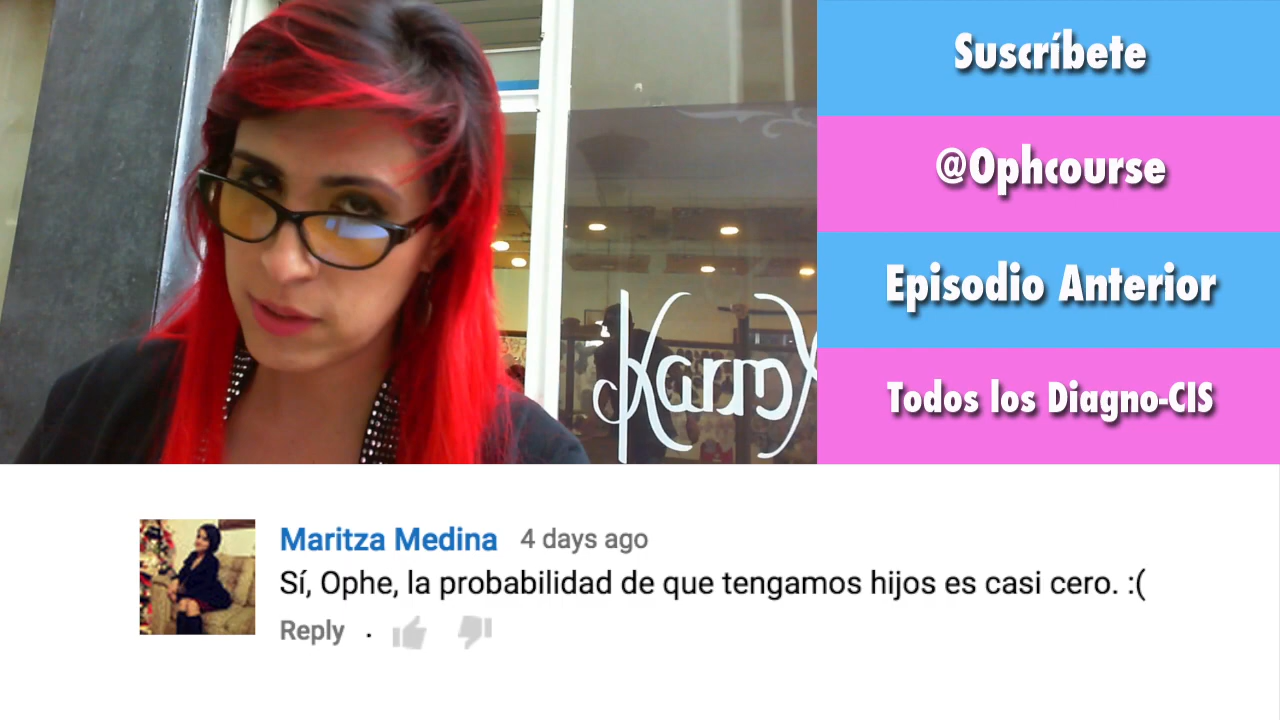 Suscríbete
@Ophcourse
Episodio Anterior
Todos los Diagno-CIS
Karma
Maritza Medina 4 days ago
Sí, Ophe, la probabilidad de que tengamos hijos es casi cero. :(
Reply .